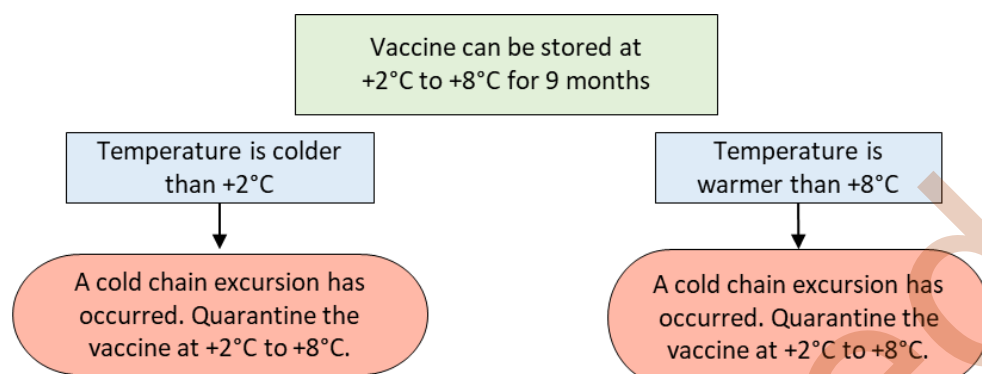 Vaccine can be stored at
+2°C to +8°C for 9 months
Temperature is colder
than +2°C
Temperature is
warmer than +8°C
A cold chain excursion has
occurred. Quarantine the
vaccine at +2°C to +8°C.
A cold chain excursion has
occurred. Quarantine the
vaccine at +2°C to +8°C.